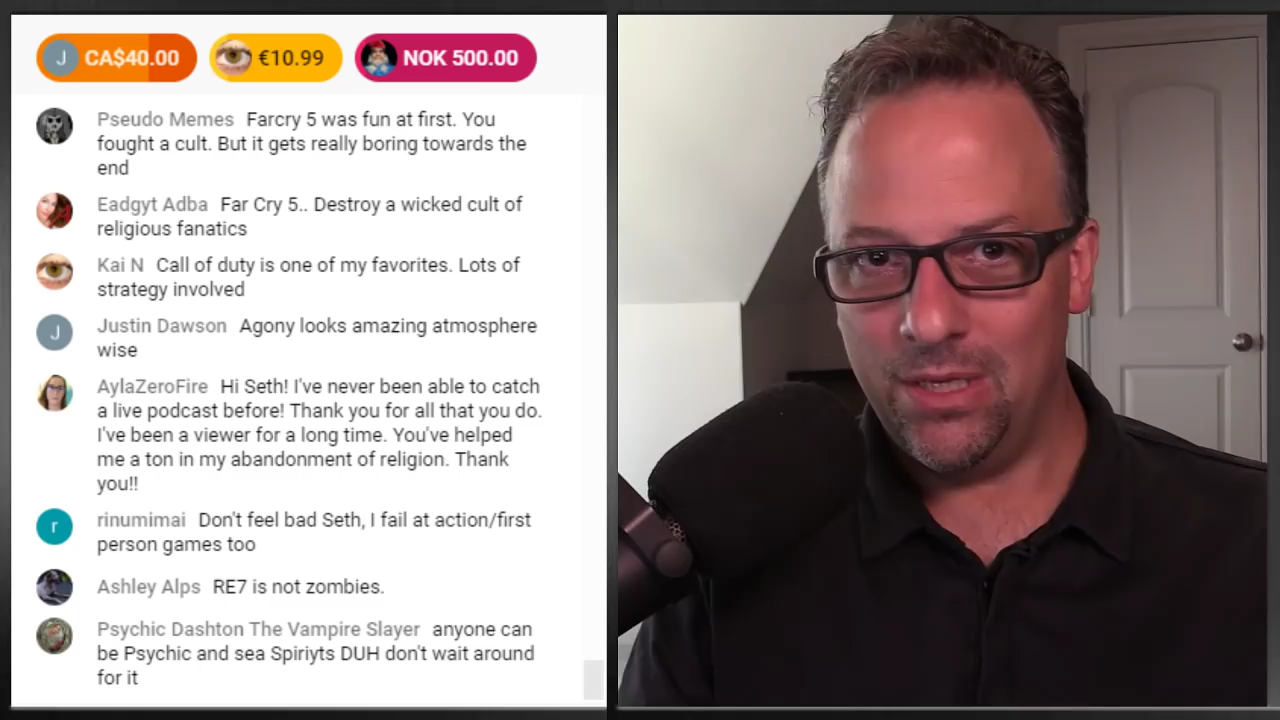 J CA$40.00 €10.99 NOK 500.00
Pseudo Memes Farcry 5 was fun at first. You
fought a cult. But it gets really boring towards the
end
Eadgyt Adba Far Cry 5.. Destroy a wicked cult of
religious fanatics
Kai N Call of duty is one of my favorites. Lots of
strategy involved
J Justin Dawson Agony looks amazing atmosphere
wise
AylaZeroFire Hi Seth! I've never been able to catch
a live podcast before! Thank you for all that you do.
I've been a viewer for a long time. You've helped
me a ton in my abandonment of religion. Thank
you!!
r rinumimai Don't feel bad Seth, I fail at action/first
person games too
Ashley Alps RE7 is not zombies.
Psychic Dashton The Vampire Slayer anyone can
be Psychic and sea Spiriyts DUH don't wait around
for it